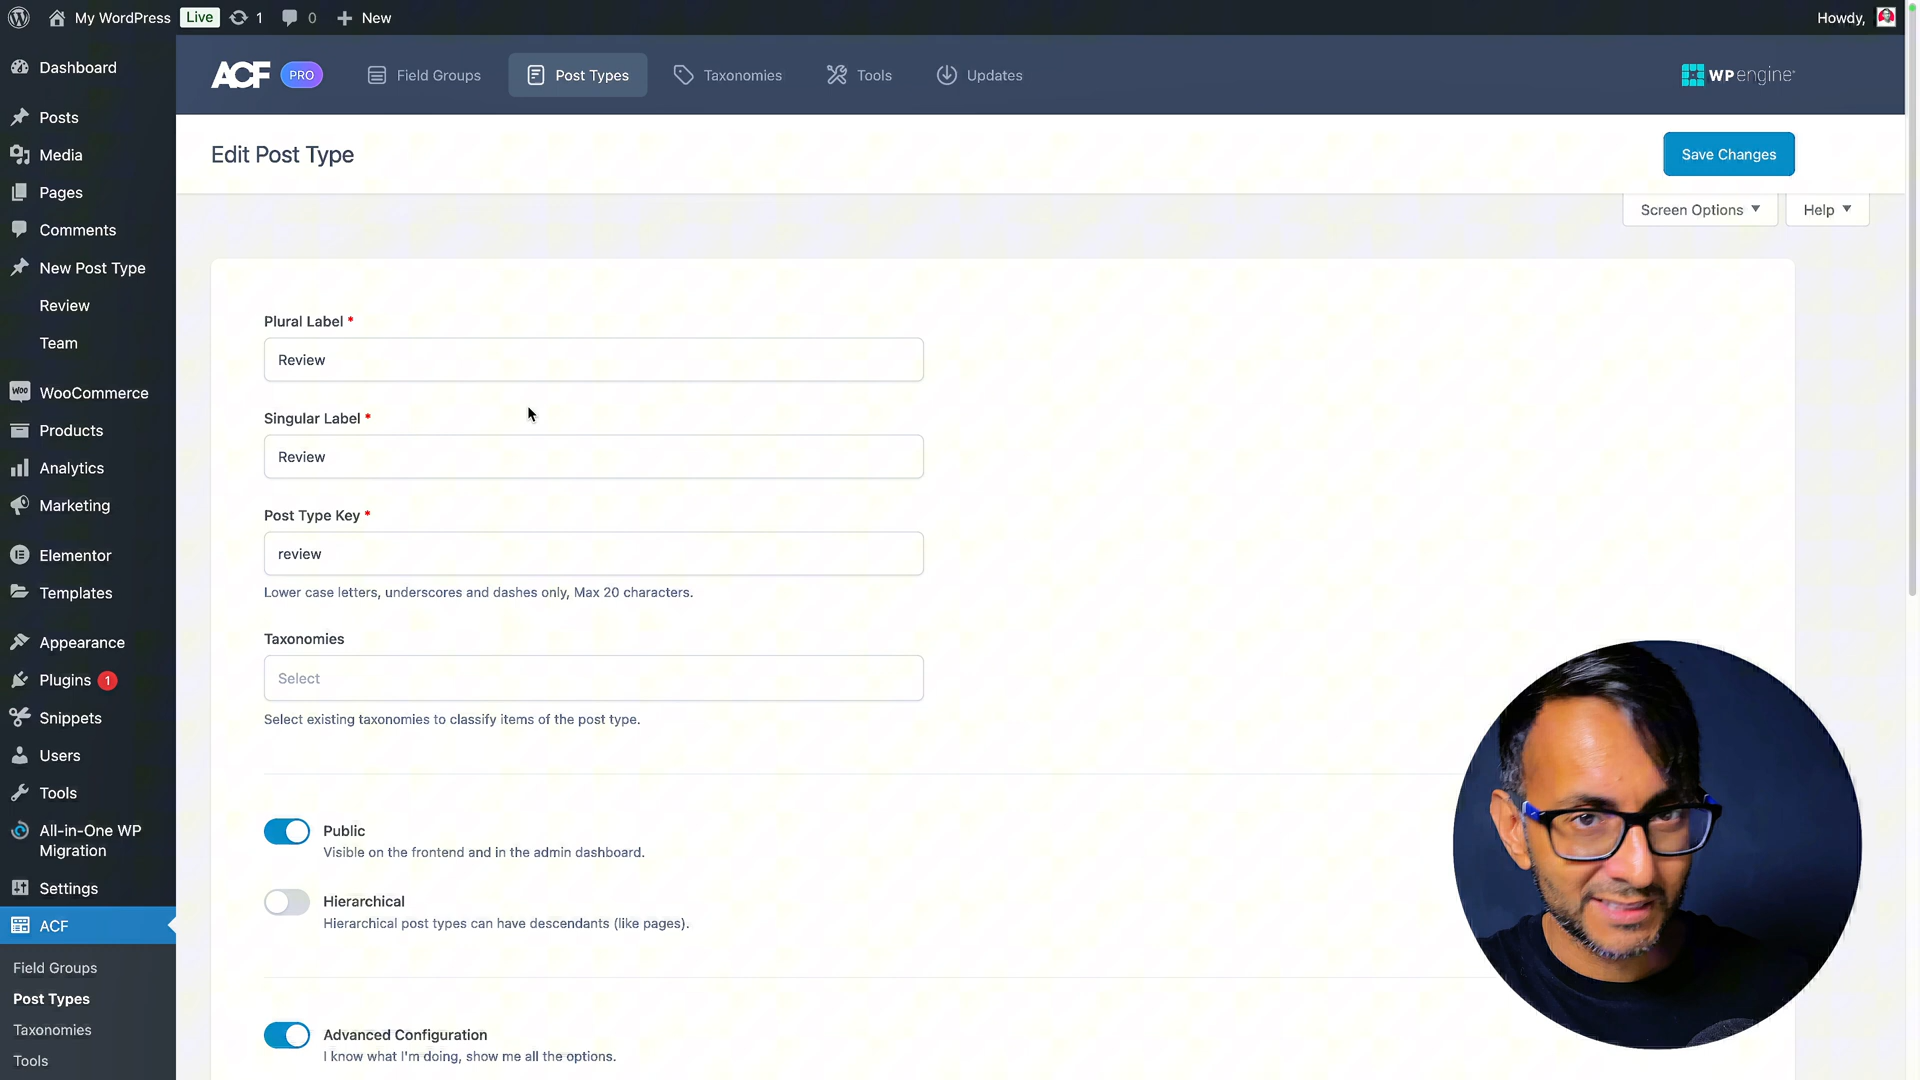 My WordPress Live 1 0 New Howdy,
ACF PRO Field Groups Post Types Taxonomies Tools Updates WP engine
Dashboard
Posts
Media
Pages
Comments
New Post Type
Review
Team
WooCommerce
Products
Analytics
Marketing
Elementor
Templates
Appearance
Plugins 1
Snippets
Users
Tools
All-in-One WP
Migration
Settings
ACF
Field Groups
Post Types
Taxonomies
Tools
Edit Post Type Save Changes
Screen Options Help
Plural Label *
Review
Singular Label *
Review
Post Type Key *
review
Lower case letters, underscores and dashes only, Max 20 characters.
Taxonomies
Select
Select existing taxonomies to classify items of the post type.
Public
Visible on the frontend and in the admin dashboard.
Hierarchical
Hierarchical post types can have descendants (like pages).
Advanced Configuration
I know what I'm doing, show me all the options.